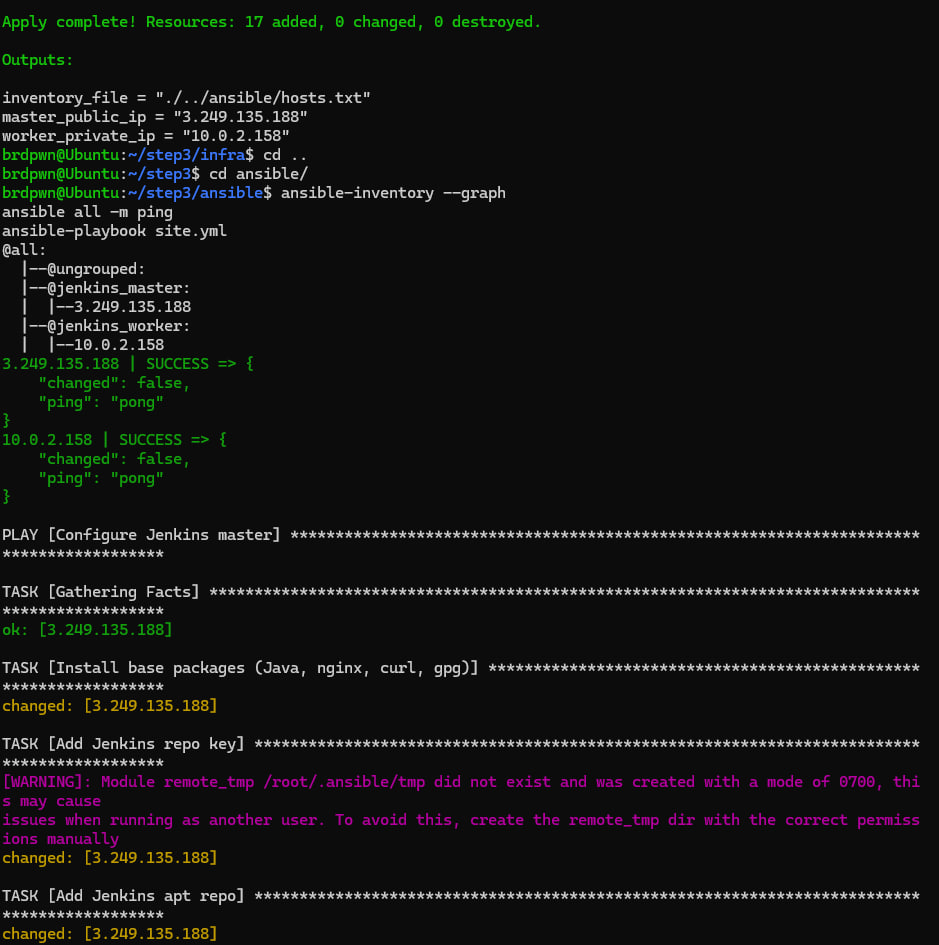 Apply complete! Resources: 17 added, 0 changed, 0 destroyed.
Outputs:
inventory_file = "./../ansible/hosts.txt"
master_public_ip = "3.249.135.188"
worker_private_ip = "10.0.2.158"
brdpwn@Ubuntu:~/step3/infra$ cd ..
brdpwn@Ubuntu:~/step3$ cd ansible/
brdpwn@Ubuntu:~/step3/ansible$ ansible-inventory --graph
ansible all -m ping
ansible-playbook site.yml
@all:
  |--@ungrouped:
  |--@jenkins_master:
  |  |--3.249.135.188
  |--@jenkins_worker:
  |  |--10.0.2.158
3.249.135.188 | SUCCESS => {
    "changed": false,
    "ping": "pong"
}
10.0.2.158 | SUCCESS => {
    "changed": false,
    "ping": "pong"
}
PLAY [Configure Jenkins master] **********************************************************************
******************
TASK [Gathering Facts] *******************************************************************************
******************
ok: [3.249.135.188]
TASK [Install base packages (Java, nginx, curl, gpg)] ************************************************
******************
changed: [3.249.135.188]
TASK [Add Jenkins repo key] **************************************************************************
******************
[WARNING]: Module remote_tmp /root/.ansible/tmp did not exist and was created with a mode of 0700, thi
s may cause
issues when running as another user. To avoid this, create the remote_tmp dir with the correct permiss
ions manually
changed: [3.249.135.188]
TASK [Add Jenkins apt repo] **************************************************************************
******************
changed: [3.249.135.188]